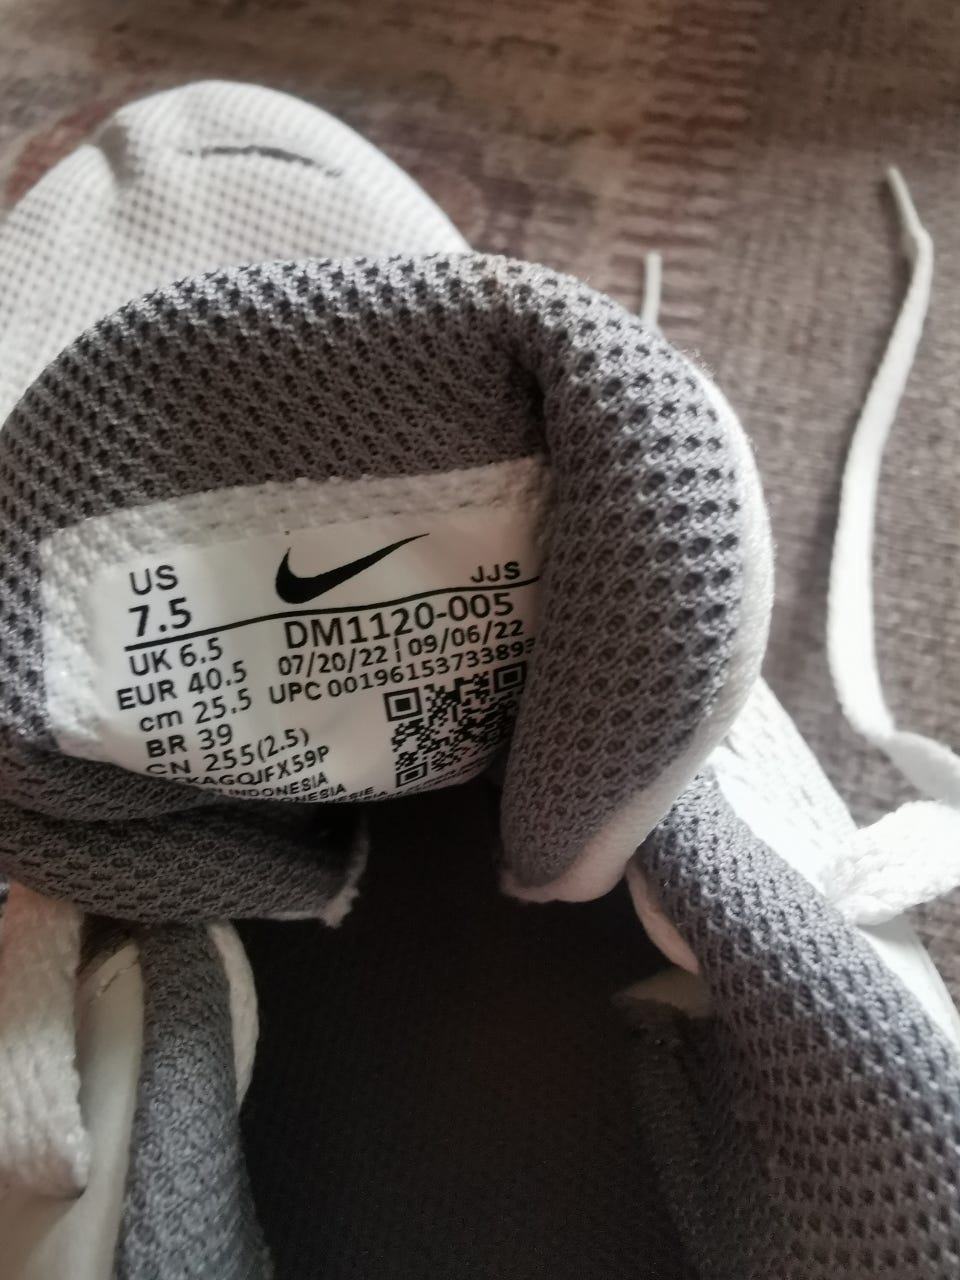 US
7.5
JJS
UK 6.5
EUR 40.5
cm 25.5
BR 39
CN 255(2.5)
DM1120-005
07/20/22 | 09/06/22
UPC 00196153733893
INDONESIA